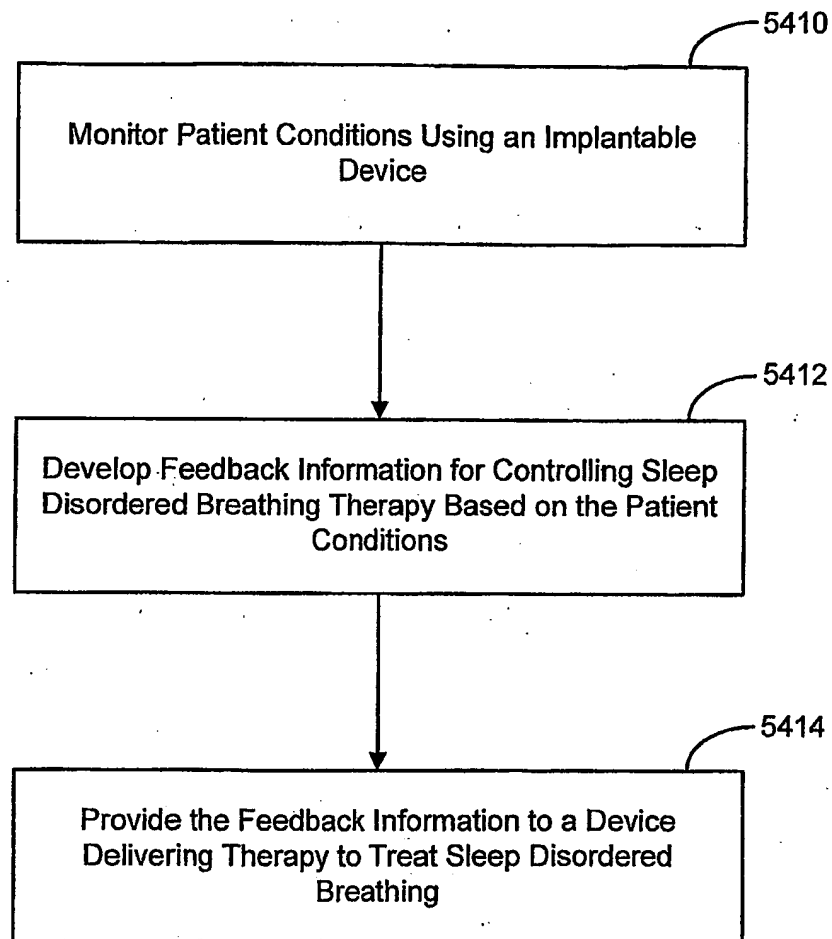 5410
Monitor Patient Conditions Using an Implantable
Device
5412
Develop Feedback Information for Controlling Sleep
Disordered Breathing Therapy Based on the Patient
Conditions
5414
Provide the Feedback Information to a Device
Delivering Therapy to Treat Sleep Disordered
Breathing